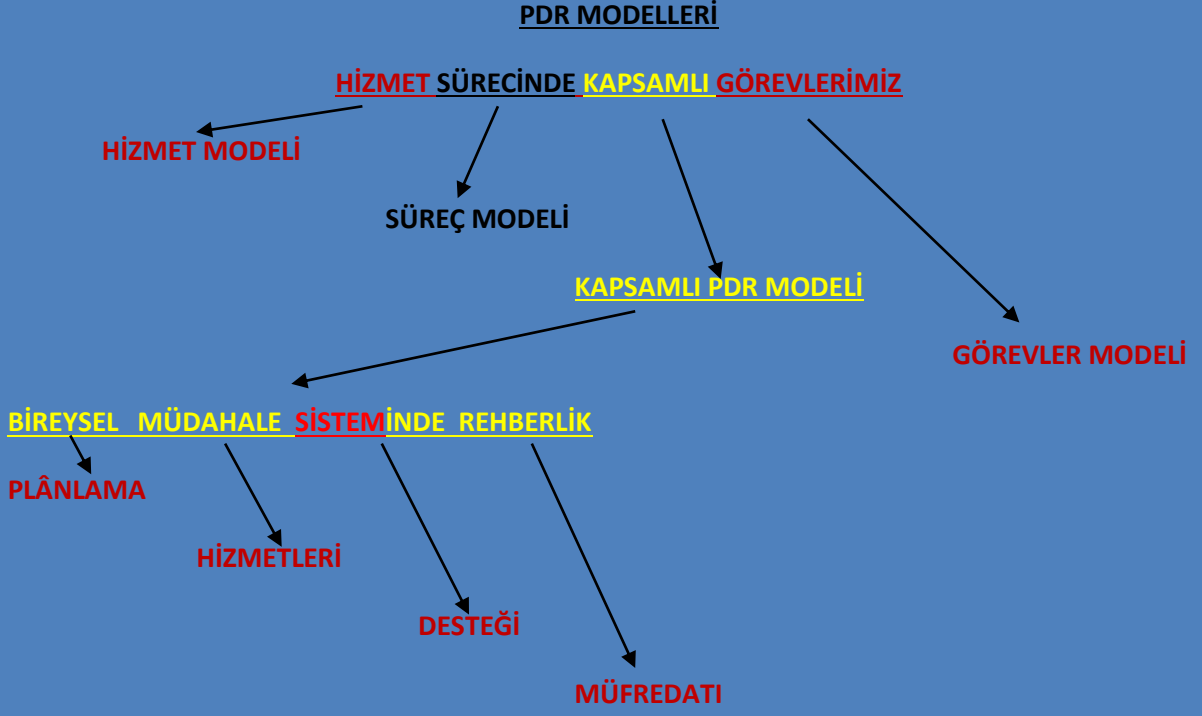 PDR MODELLERİ
HİZMET SÜRECİNDE KAPSAMLI GÖREVLERİMİZ
HİZMET MODELİ
SÜREÇ MODELİ
KAPSAMLI PDR MODELİ
GÖREVLER MODELİ
BİREYSEL MÜDAHALE SİSTEMİNDE REHBERLİK
PLÂNLAMA
HİZMETLERİ
DESTEĞİ
MÜFREDATI